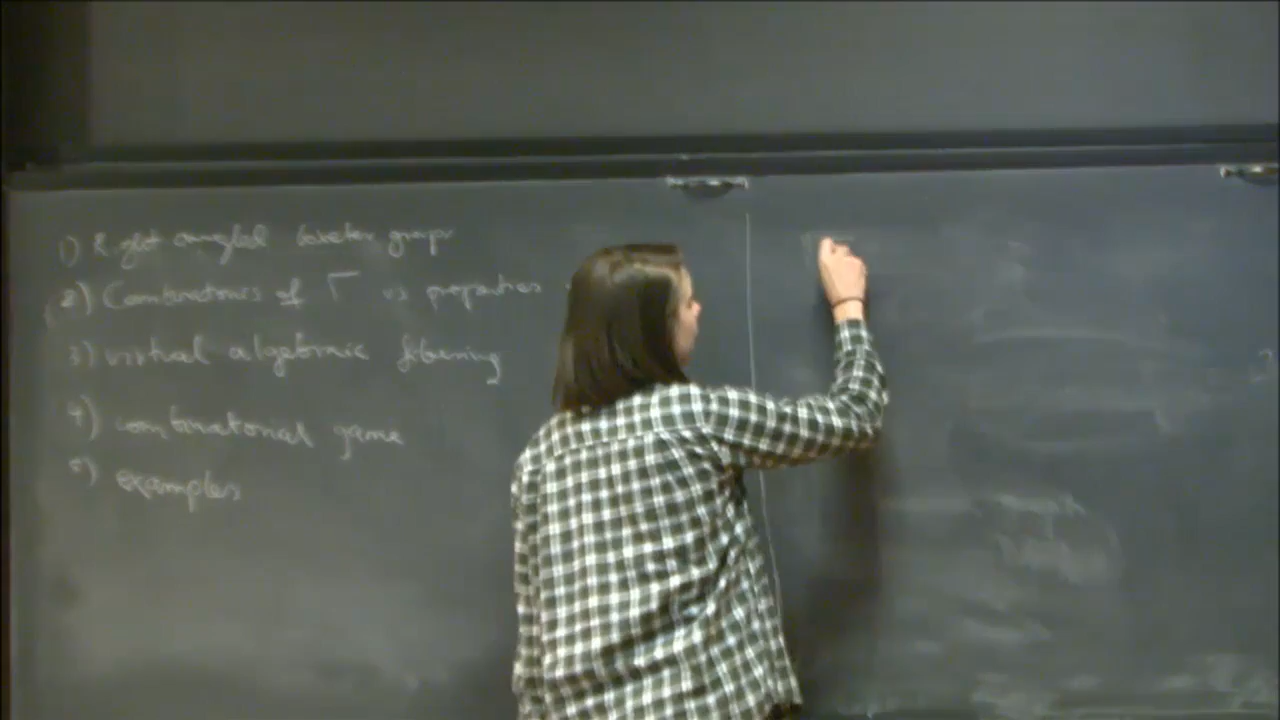 1) Right angled Coxeter groups
2) Combinatorics of Γ vs properties
3) virtual algebraic fibering
4) combinatorial game
5) examples